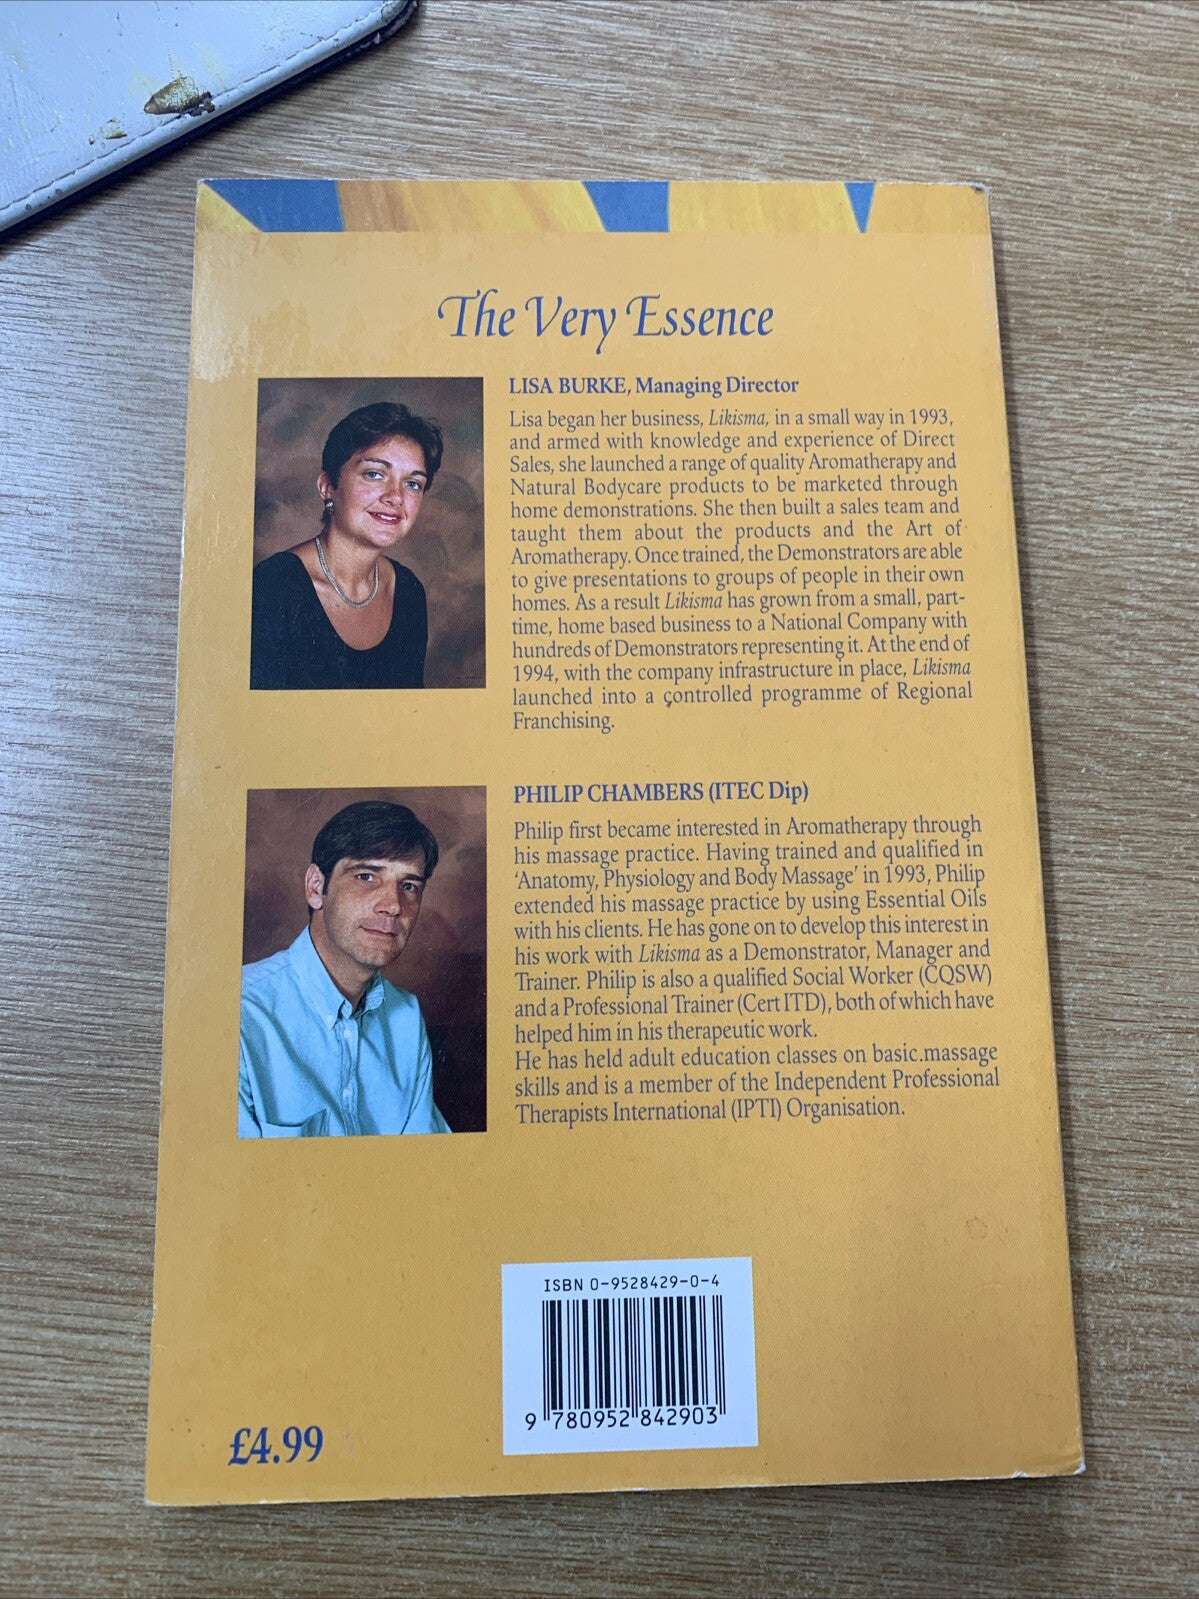 The Very Essence
LISA BURKE, Managing Director
Lisa began her business, Likisma, in a small way in 1993,
and armed with knowledge and experience of Direct
Sales, she launched a range of quality Aromatherapy and
Natural Bodycare products to be marketed through
home demonstrations. She then built a sales team and
taught them about the products and the Art of
Aromatherapy. Once trained, the Demonstrators are able
to give presentations to groups of people in their own
homes. As a result Likisma has grown from a small, part-
time, home based business to a National Company with
hundreds of Demonstrators representing it. At the end of
1994, with the company infrastructure in place, Likisma
launched into a controlled programme of Regional
Franchising.
PHILIP CHAMBERS (ITEC Dip)
Philip first became interested in Aromatherapy through
his massage practice. Having trained and qualified in
'Anatomy, Physiology and Body Massage' in 1993, Philip
extended his massage practice by using Essential Oils
with his clients. He has gone on to develop this interest in
his work with Likisma as a Demonstrator, Manager and
Trainer. Philip is also a qualified Social Worker (CQSW)
and a Professional Trainer (Cert ITD), both of which have
helped him in his therapeutic work.
He has held adult education classes on basic massage
skills and is a member of the Independent Professional
Therapists International (IPTI) Organisation.
ISBN 0-9528429-0-4
9 780952 842903
£4.99